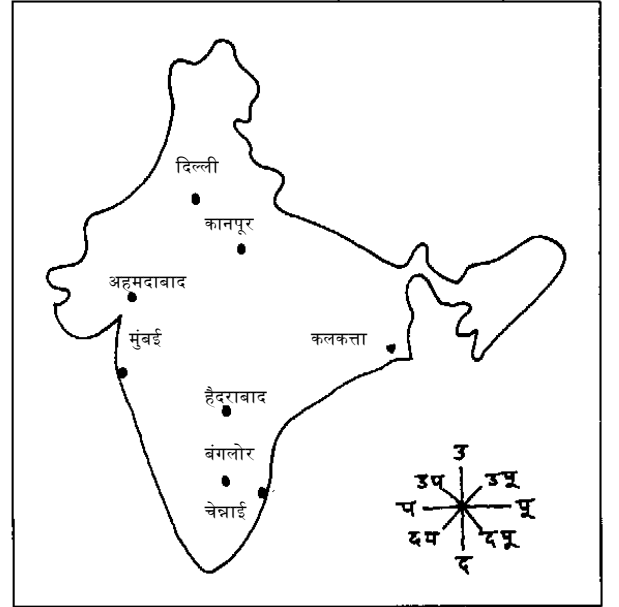 दिल्ली
कानपूर
अहमदाबाद
मुंबई
कलकत्ता
हैदराबाद
बंगलोर
चेन्नाई
उ
उप उपू
प पू
दप दपू
द